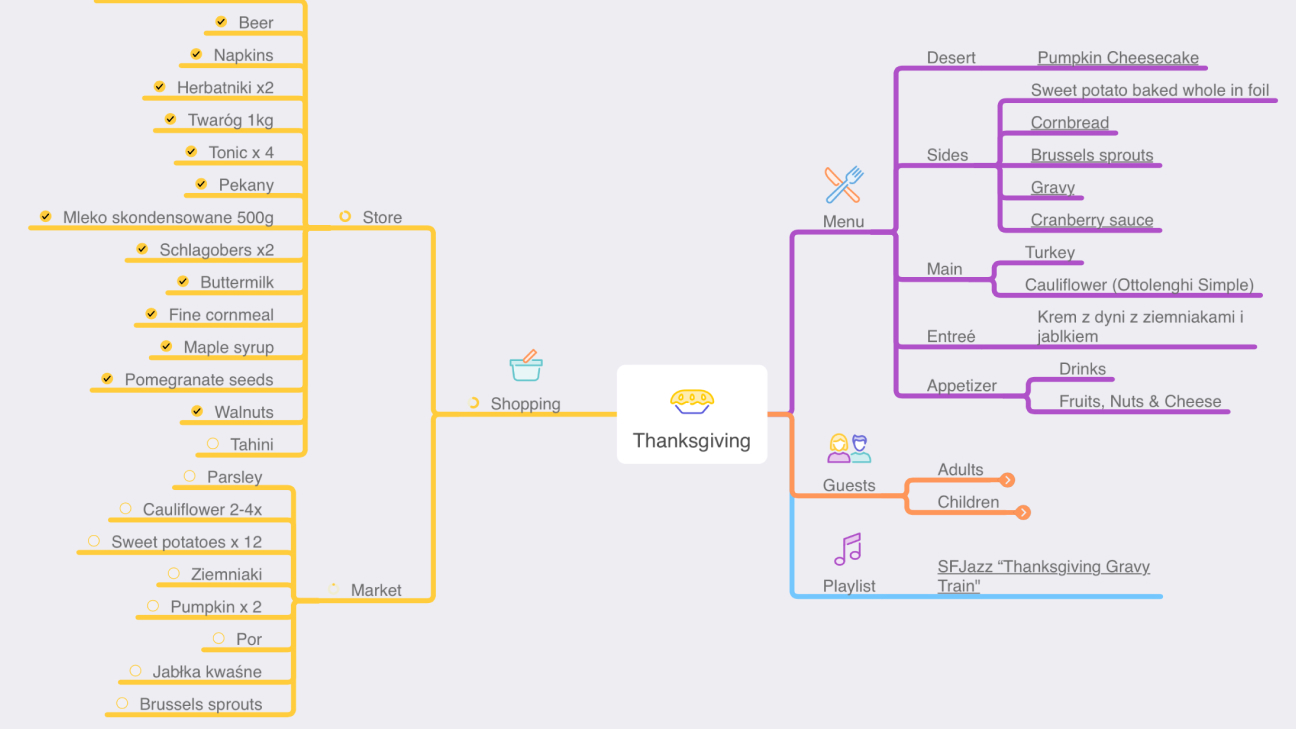 Beer
Napkins
Herbatniki x2
Twaróg 1kg
Tonic x 4
Pekany
Mleko skondensowane 500g
Schlagobers x2
Buttermilk
Fine cornmeal
Maple syrup
Pomegranate seeds
Walnuts
Tahini
Store
Parsley
Cauliflower 2-4x
Sweet potatoes x 12
Ziemniaki
Pumpkin x 2
Por
Jabłka kwaśne
Brussels sprouts
Market
Shopping
Thanksgiving
Menu
Desert
Pumpkin Cheesecake
Sides
Sweet potato baked whole in foil
Cornbread
Brussels sprouts
Gravy
Cranberry sauce
Main
Turkey
Cauliflower (Ottolenghi Simple)
Entreé
Krem z dyni z ziemniakami i
jablkiem
Appetizer
Drinks
Fruits, Nuts & Cheese
Guests
Adults
Children
Playlist
SFJazz “Thanksgiving Gravy
Train"